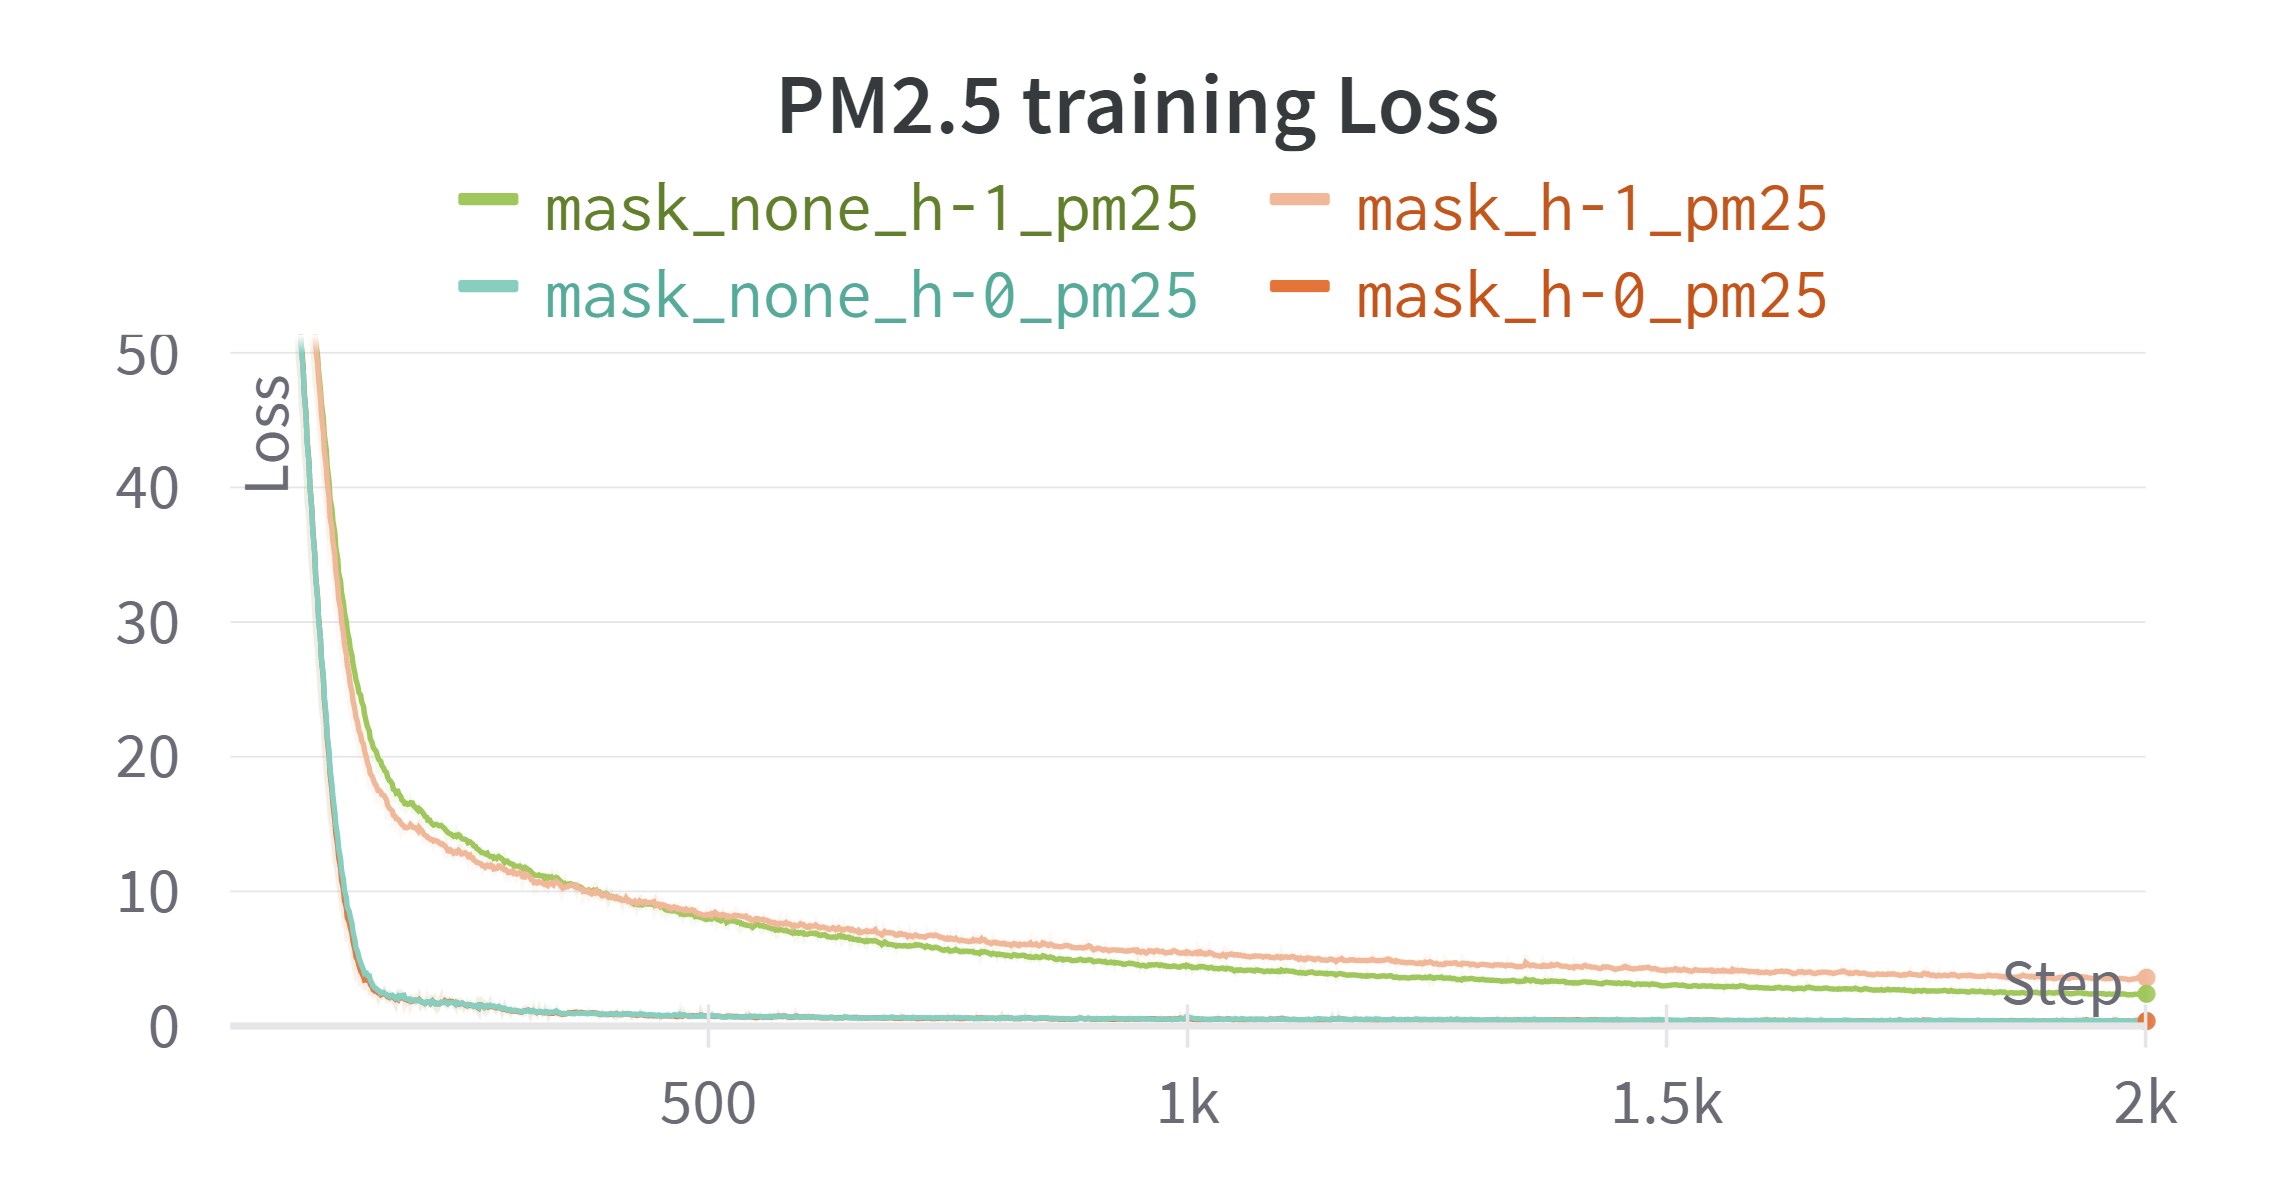 PM2.5 training Loss
mask_none_h-1_pm25 mask_h-1_pm25
mask_none_h-0_pm25 mask_h-0_pm25
50
Loss
40
30
20
10
Step
0
500 1k 1.5k 2k